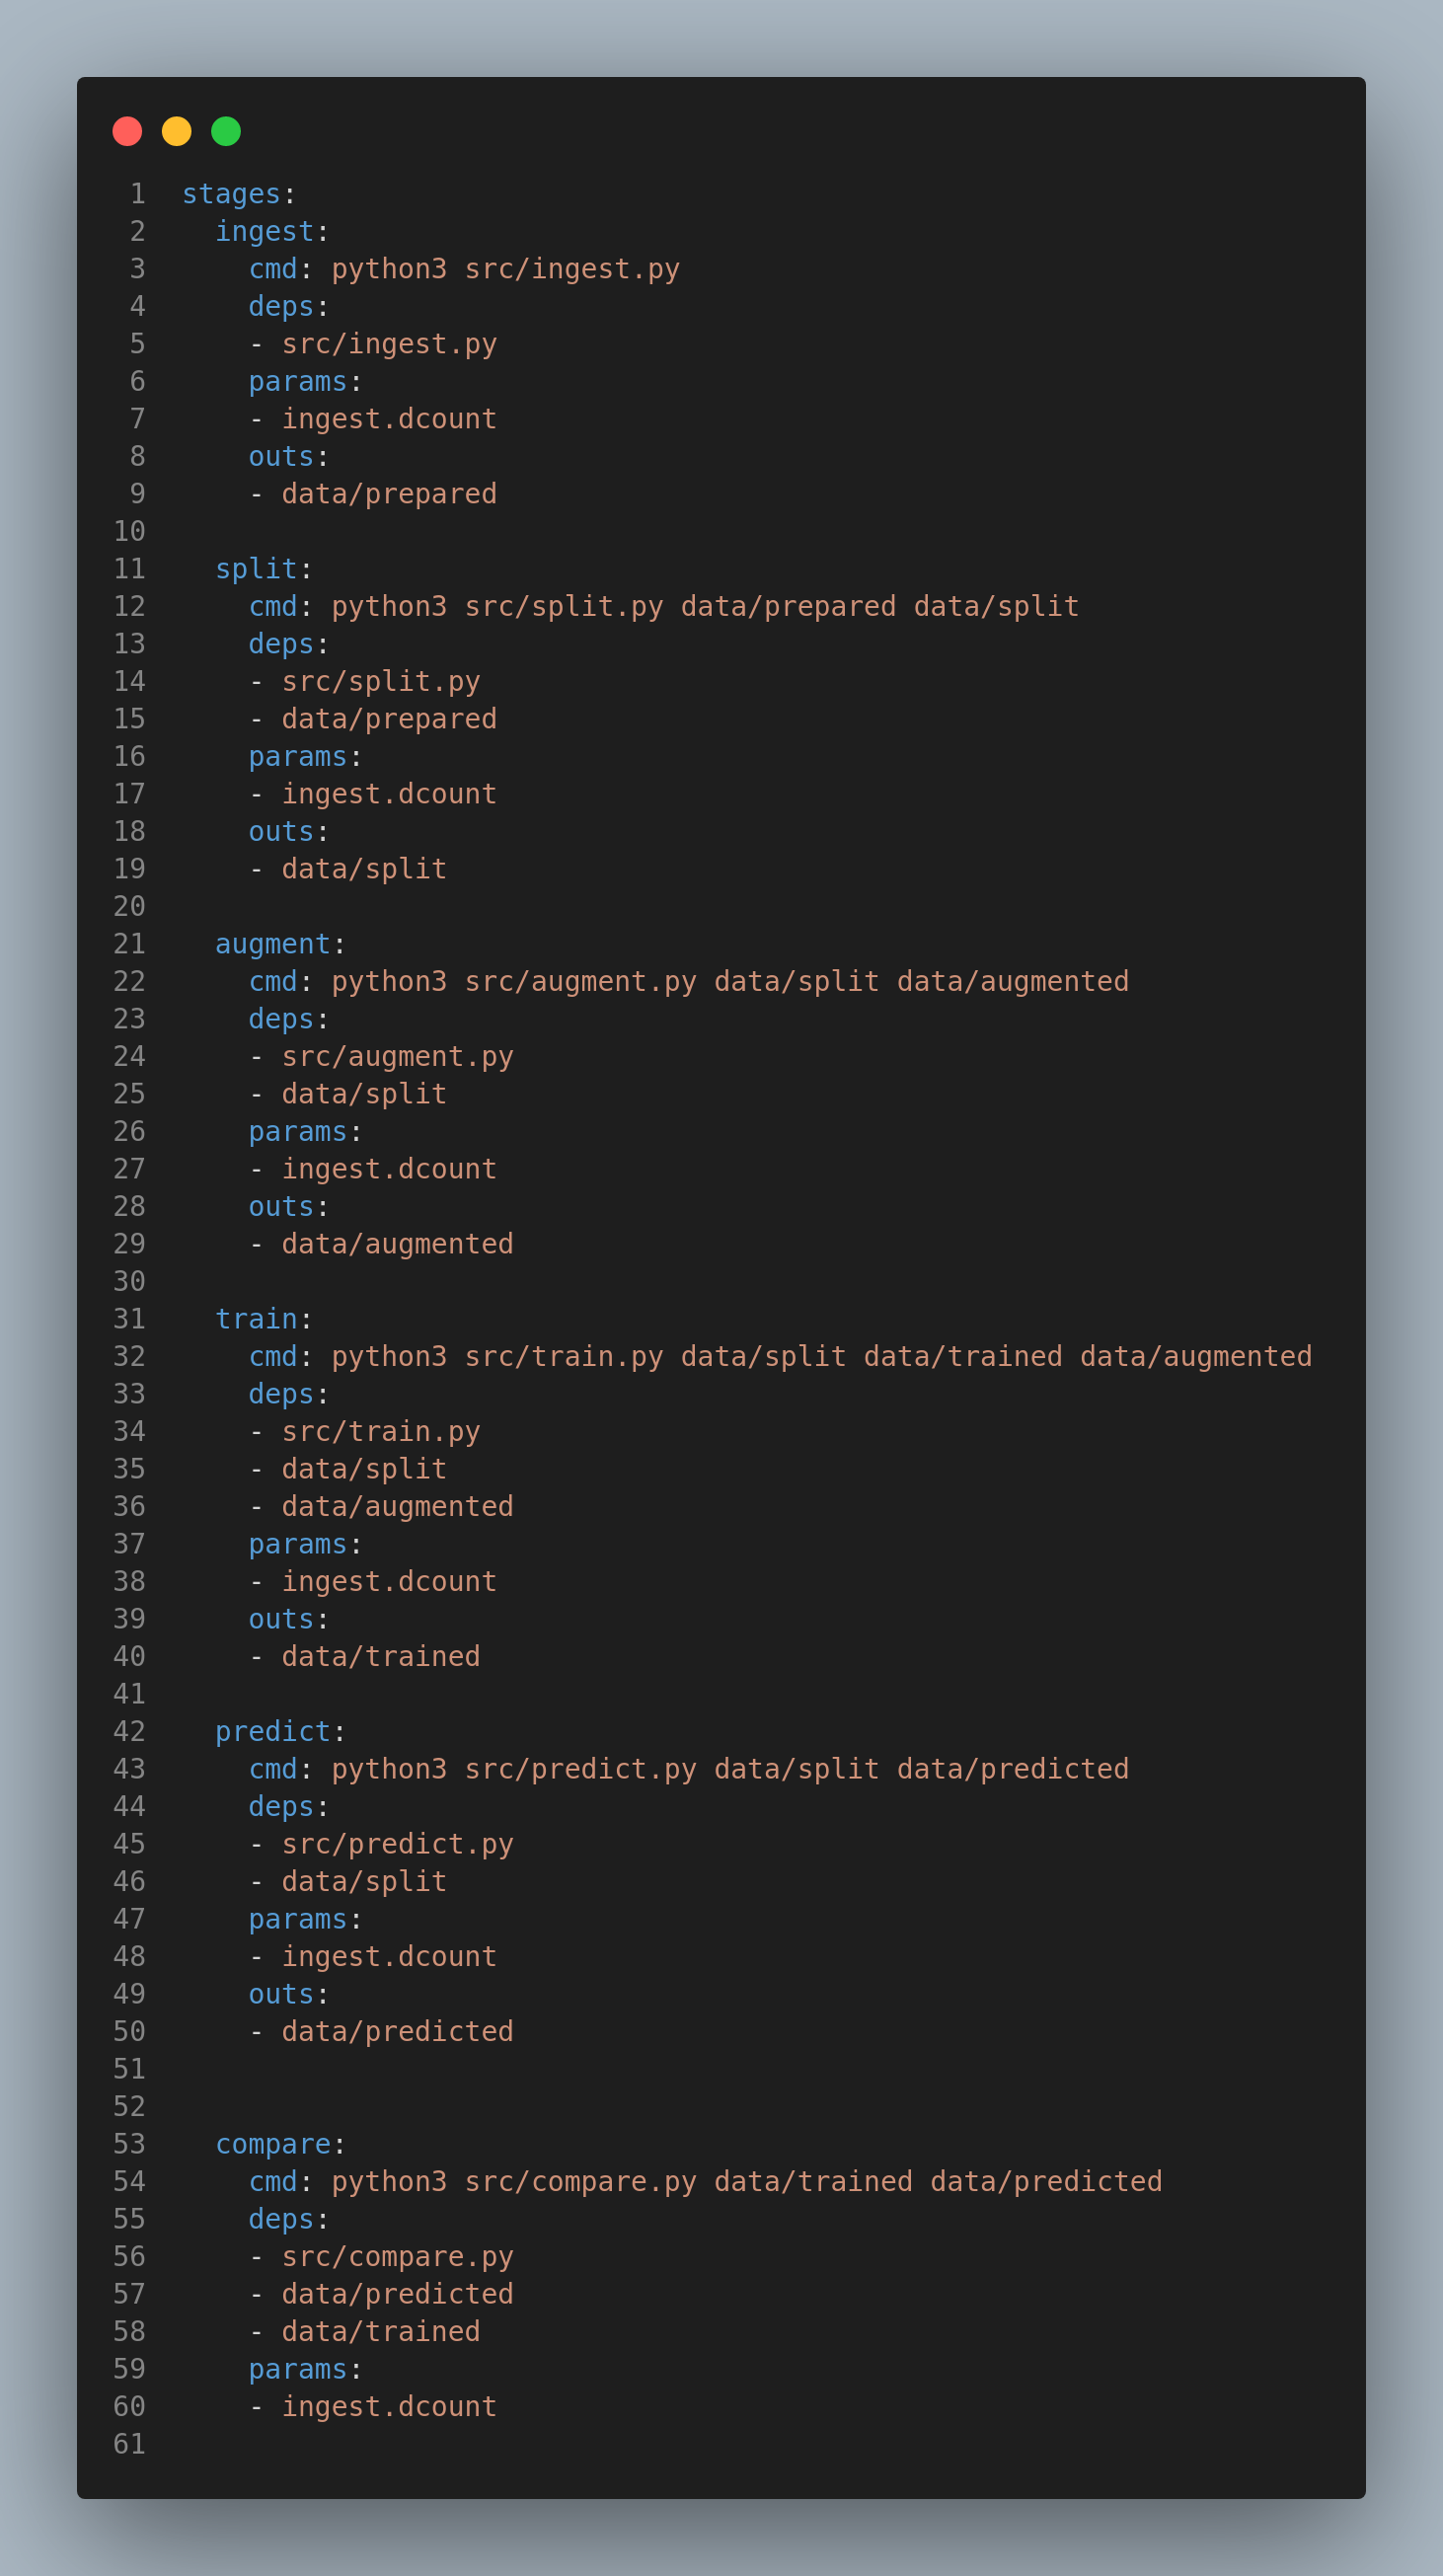 1 stages:
2   ingest:
3     cmd: python3 src/ingest.py
4     deps:
5     - src/ingest.py
6     params:
7     - ingest.dcount
8     outs:
9     - data/prepared
10
11   split:
12     cmd: python3 src/split.py data/prepared data/split
13     deps:
14     - src/split.py
15     - data/prepared
16     params:
17     - ingest.dcount
18     outs:
19     - data/split
20
21   augment:
22     cmd: python3 src/augment.py data/split data/augmented
23     deps:
24     - src/augment.py
25     - data/split
26     params:
27     - ingest.dcount
28     outs:
29     - data/augmented
30
31   train:
32     cmd: python3 src/train.py data/split data/trained data/augmented
33     deps:
34     - src/train.py
35     - data/split
36     - data/augmented
37     params:
38     - ingest.dcount
39     outs:
40     - data/trained
41
42   predict:
43     cmd: python3 src/predict.py data/split data/predicted
44     deps:
45     - src/predict.py
46     - data/split
47     params:
48     - ingest.dcount
49     outs:
50     - data/predicted
51
52
53   compare:
54     cmd: python3 src/compare.py data/trained data/predicted
55     deps:
56     - src/compare.py
57     - data/predicted
58     - data/trained
59     params:
60     - ingest.dcount
61